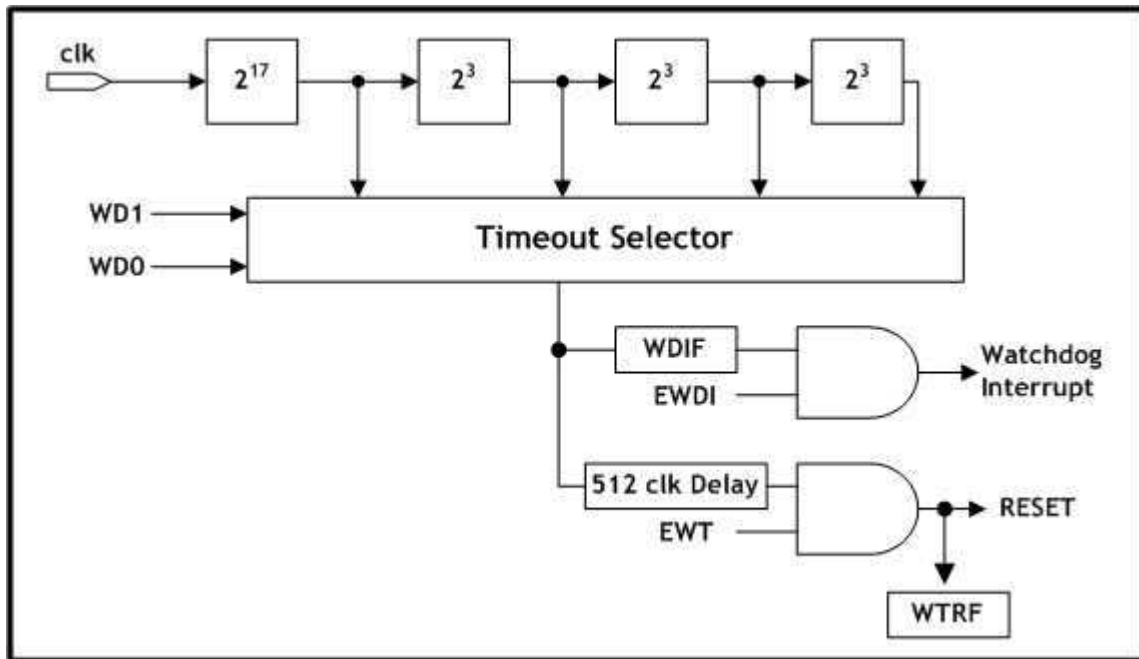 clk
2^17
2^3
2^3
2^3
WD1
WD0
Timeout Selector
WDIF
EWDI
Watchdog
Interrupt
512 clk Delay
EWT
RESET
WTRF